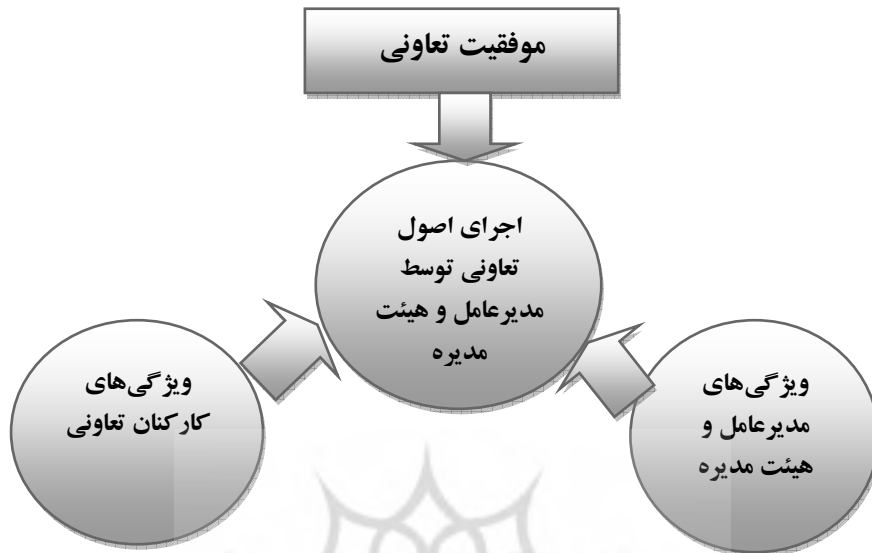 موفقیت تعاونی
اجرای اصول
تعاونی توسط
مدیرعامل و هیئت
مدیره
ویژگی‌های
مدیرعامل و
هیئت مدیره
ویژگی‌های
کارکنان تعاونی